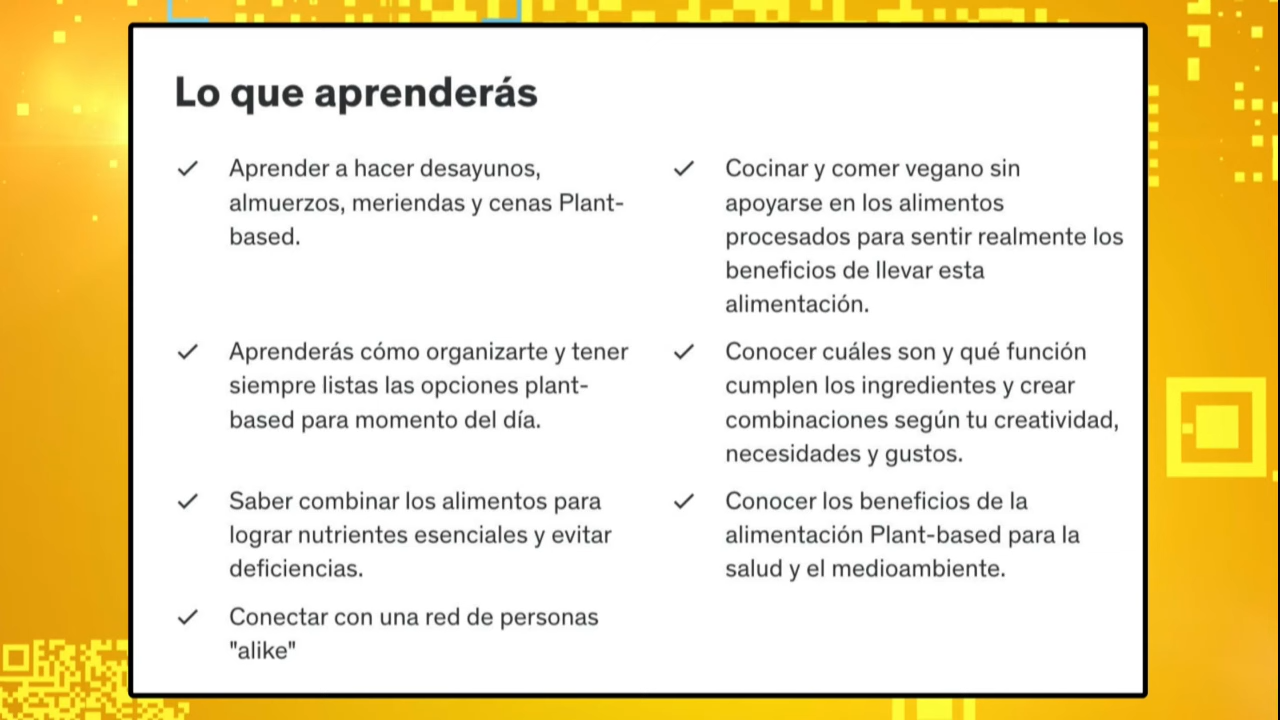 Lo que aprenderás
Aprender a hacer desayunos,
almuerzos, meriendas y cenas Plant-
based.
Cocinar y comer vegano sin
apoyarse en los alimentos
procesados para sentir realmente los
beneficios de llevar esta
alimentación.
Aprenderás cómo organizarte y tener
siempre listas las opciones plant-
based para momento del día.
Conocer cuáles son y qué función
cumplen los ingredientes y crear
combinaciones según tu creatividad,
necesidades y gustos.
Saber combinar los alimentos para
lograr nutrientes esenciales y evitar
deficiencias.
Conocer los beneficios de la
alimentación Plant-based para la
salud y el medioambiente.
Conectar con una red de personas
"alike"